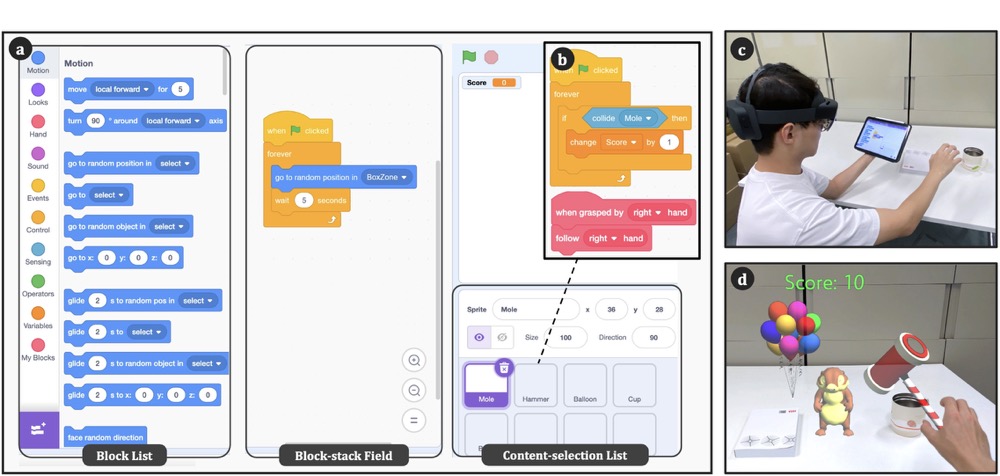 a
Motion
Looks
Hand
Sound
Events
Control
Sensing
Operators
Variables
My Blocks
Motion
move local forward for 5
turn 90 ° around local forward axis
go to random position in select
go to select
go to random object in select
go to x: 0 y: 0 z: 0
glide 2 s to random pos in select
glide 2 s to select
glide 2 s to random object in select
glide 2 s to x: 0 y: 0 z: 0
face random direction
Block List
when clicked
forever
go to random position in BoxZone
wait 5 seconds
Block-stack Field
Score 0
b
clicked
forever
if collide Mole then
change Score by 1
when grasped by right hand
follow right hand
Sprite Mole x 36 y 28
Size 100 Direction 90
Mole
Hammer
Balloon
Cup
Content-selection List
c
d
Score: 10